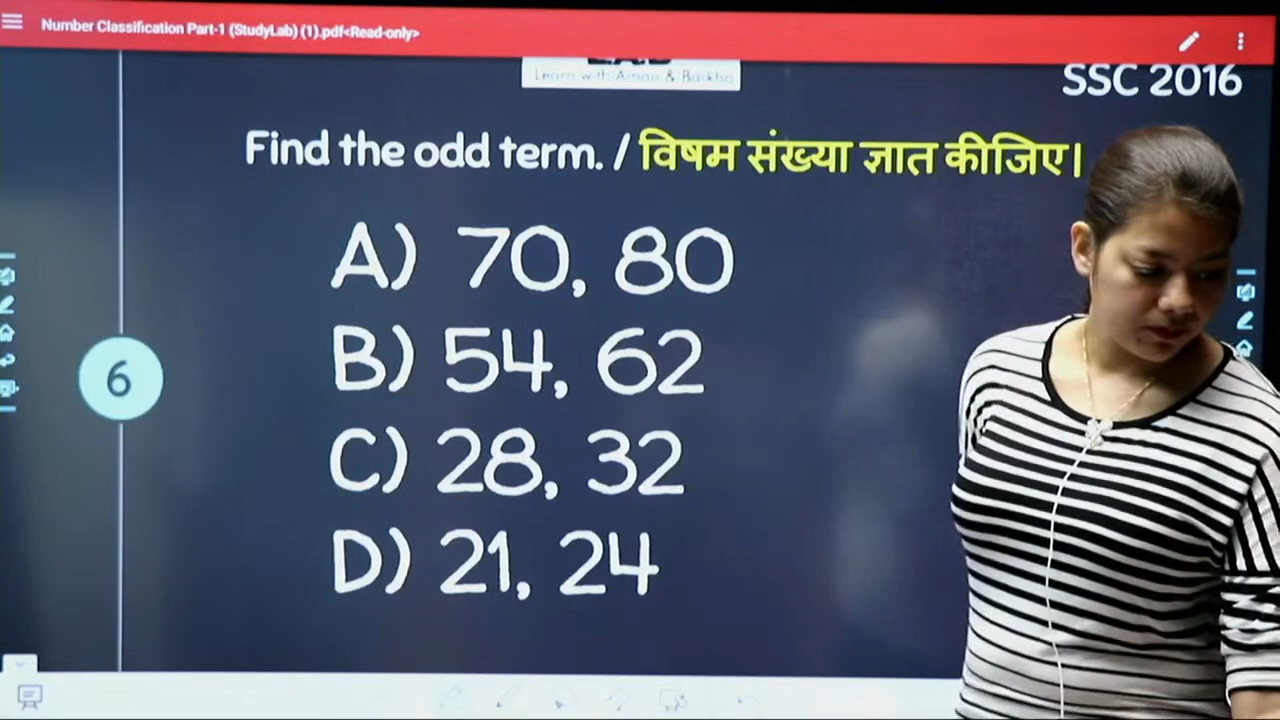 Number Classification Part-1 (StudyLab) (1).pdf<Read-only>
Learn with Aman & Barkha
SSC 2016
Find the odd term. / विषम संख्या ज्ञात कीजिए।
A) 70, 80
B) 54, 62
6
C) 28, 32
D) 21, 24